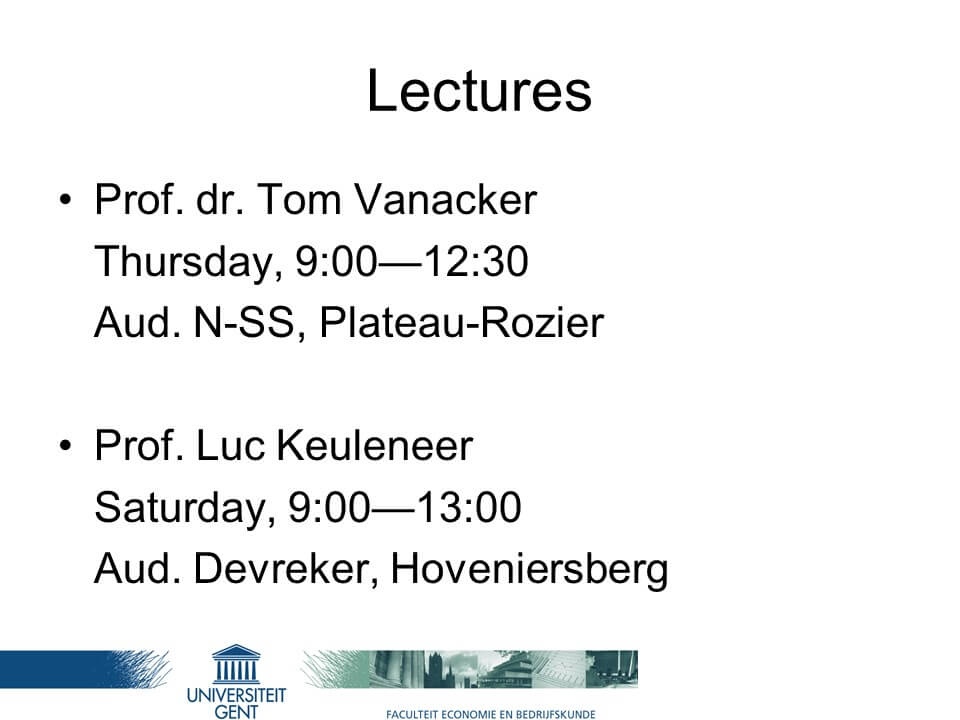 Lectures
• Prof. dr. Tom Vanacker
Thursday, 9:00—12:30
Aud. N-SS, Plateau-Rozier
• Prof. Luc Keuleneer
Saturday, 9:00—13:00
Aud. Devreker, Hoveniersberg
UNIVERSITEIT
GENT
FACULTEIT ECONOMIE EN BEDRIJFSKUNDE